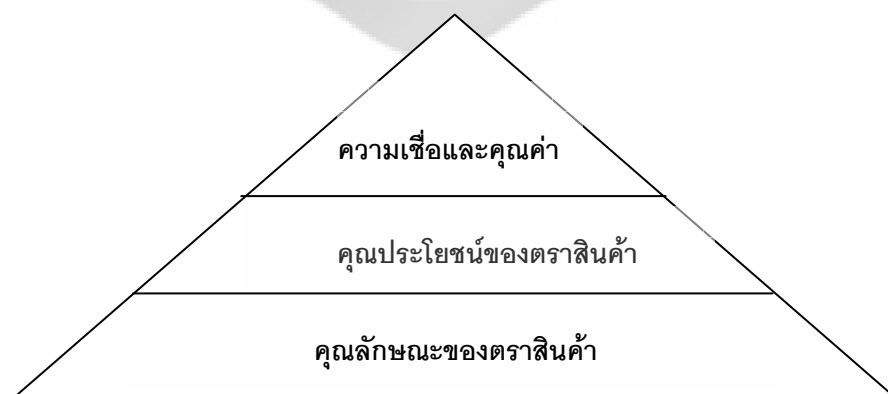 ความเชื่อและคุณค่า
คุณประโยชน์ของตราสินค้า
คุณลักษณะของตราสินค้า